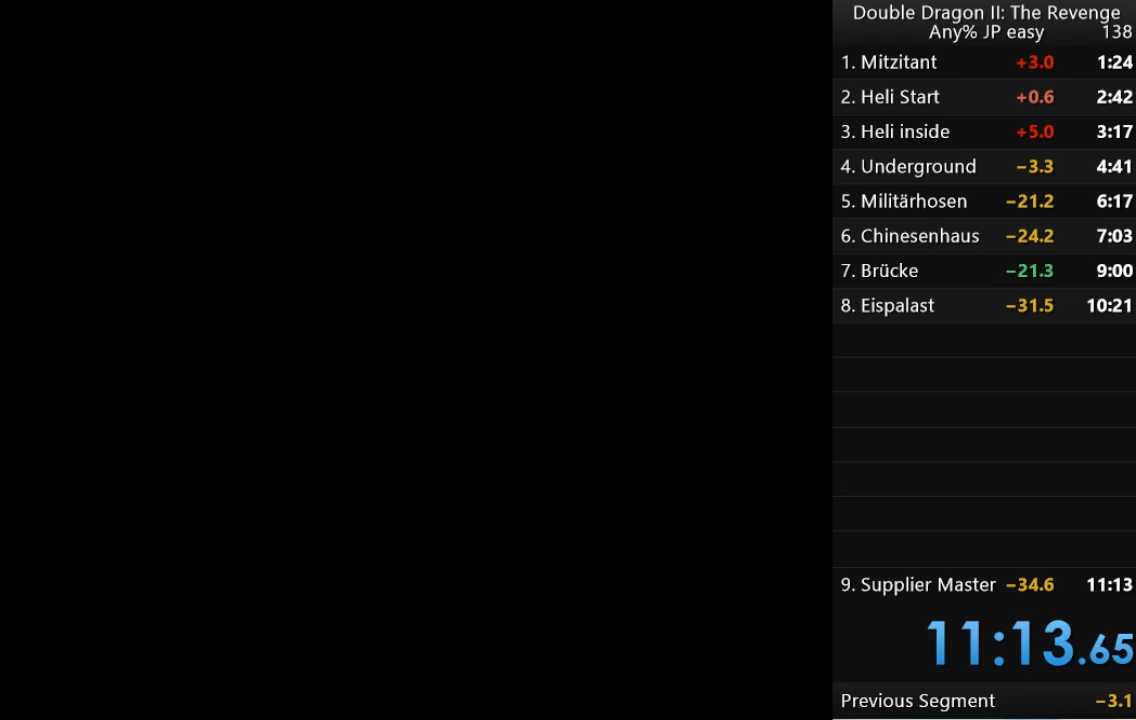 Double Dragon II: The Revenge
Any% JP easy 138
1. Mitzitant +3.0 1:24
2. Heli Start +0.6 2:42
3. Heli inside +5.0 3:17
4. Underground −3.3 4:41
5. Militärhosen −21.2 6:17
6. Chinesenhaus −24.2 7:03
7. Brücke −21.3 9:00
8. Eispalast −31.5 10:21
9. Supplier Master −34.6 11:13
11:13.65
Previous Segment −3.1